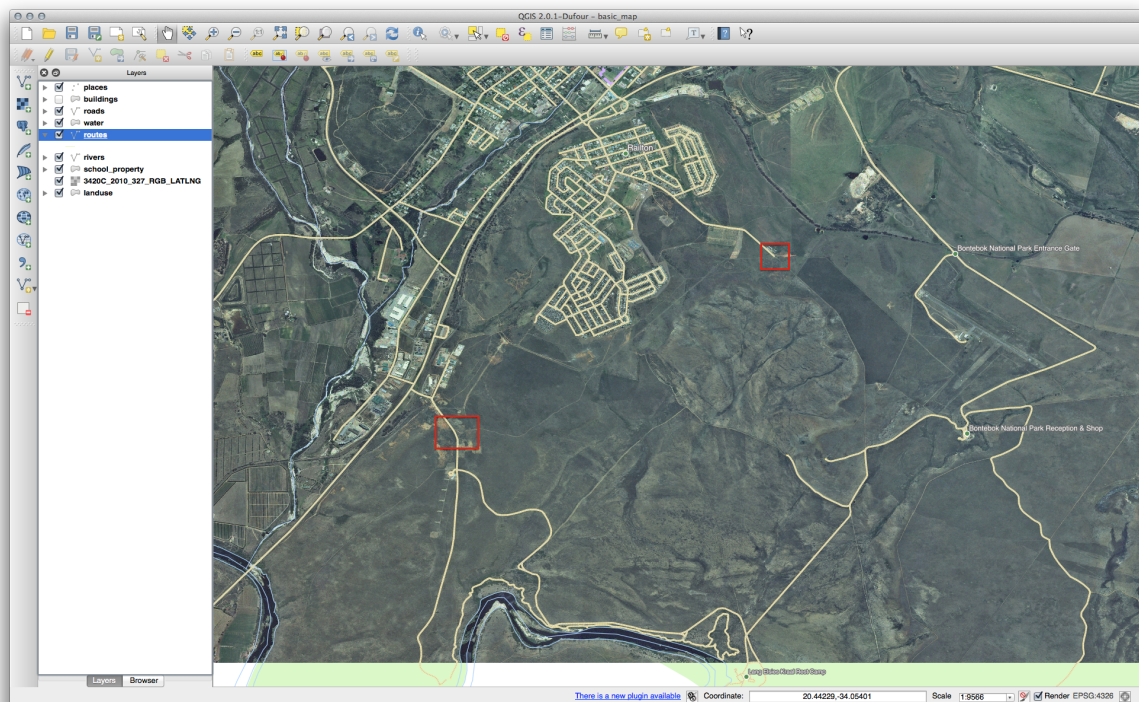 QGIS 2.0.1-Dufour - basic_map
Layers
places
buildings
roads
water
routes
rivers
school_property
3420C_2010_327_RGB_LATLNG
landuse
Railton
Bontebok National Park Entrance Gate
Bontebok National Park Reception & Shop
Lang Elsies Kraal Rest Camp
Layers Browser
There is a new plugin available Coordinate: 20.44229,-34.05401 Scale 1:9566 Render EPSG:4326